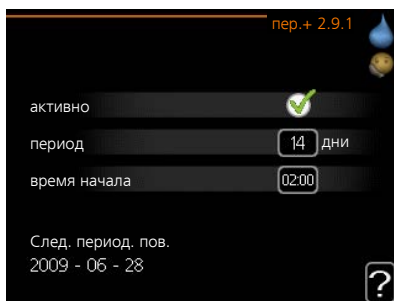 пер.+ 2.9.1
активно
период 14 дни
время начала 02:00
След. период. пов.
2009 - 06 - 28
?